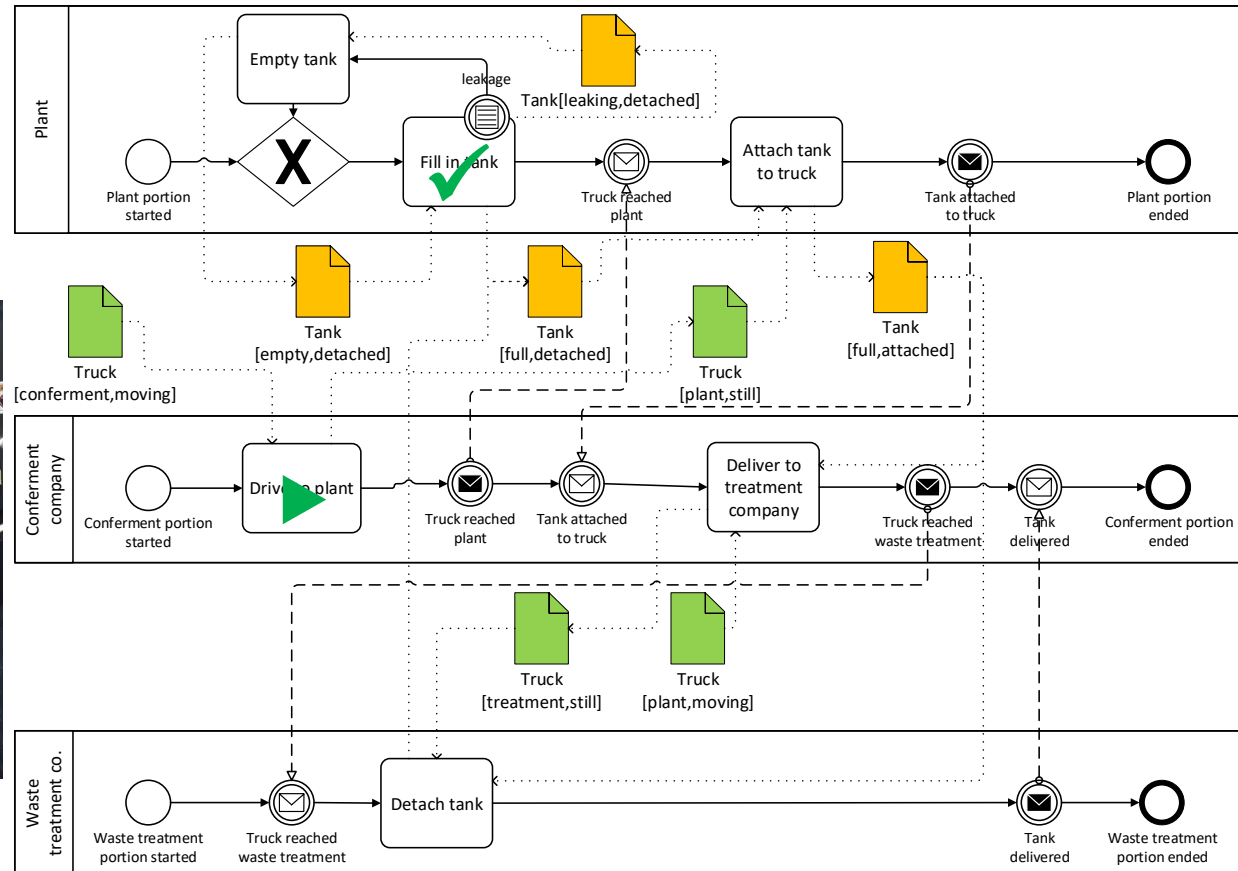 Plant
Empty tank
leakage
Tank[leaking,detached]
X
Fill in tank
Attach tank
to truck
Plant portion
started
Truck reached
plant
Tank attached
to truck
Plant portion
ended
Tank
[empty,detached]
Tank
[full,detached]
Tank
[full,attached]
Truck
[conferment,moving]
Truck
[plant,still]
Conferment
company
Drive to plant
Deliver to
treatment
company
Conferment portion
started
Truck reached
plant
Tank attached
to truck
Truck reached
waste treatment
Tank
delivered
Conferment portion
ended
Truck
[treatment,still]
Truck
[plant,moving]
Waste
treatment co.
Detach tank
Waste treatment
portion started
Truck reached
waste treatment
Tank
delivered
Waste treatment
portion ended